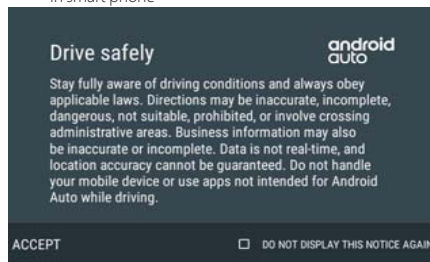 in smart phone
Drive safely
android
auto
Stay fully aware of driving conditions and always obey
applicable laws. Directions may be inaccurate, incomplete,
dangerous, not suitable, prohibited, or involve crossing
administrative areas. Business information may also
be inaccurate or incomplete. Data is not real-time, and
location accuracy cannot be guaranteed. Do not handle
your mobile device or use apps not intended for Android
Auto while driving.
ACCEPT
DO NOT DISPLAY THIS NOTICE AGAIN